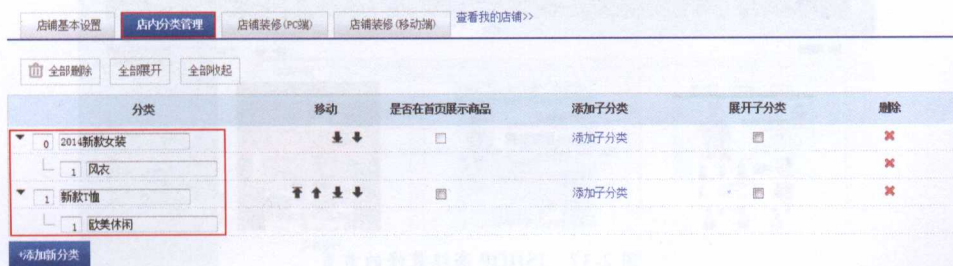 店铺基本设置 店内分类管理 店铺装修(PC端) 店铺装修(移动端) 查看我的店铺>>
全部删除 全部展开 全部收起
分类 移动 是否在首页展示商品 添加子分类 展开子分类 删除
0 2014新款女装 添加子分类
1 风衣
1 新款T恤 添加子分类
1 欧美休闲
+添加新分类